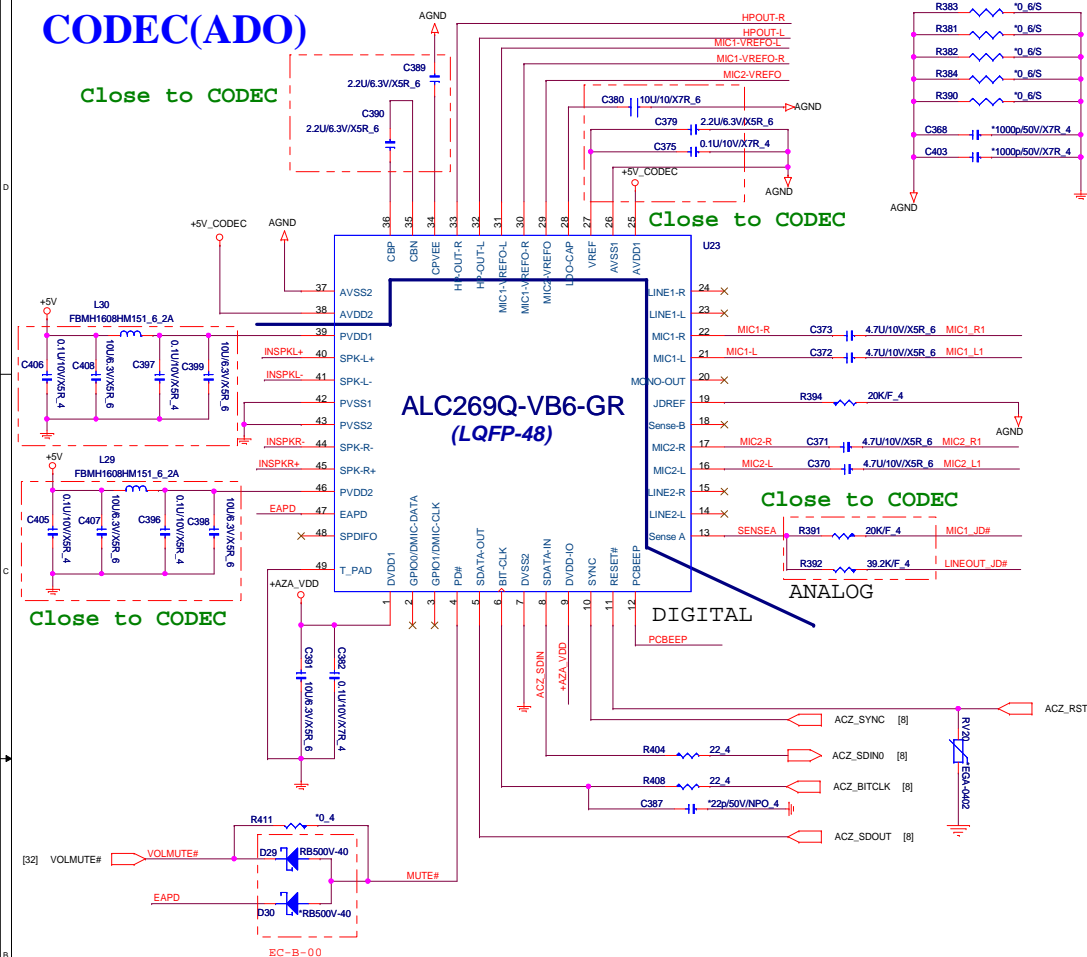 CODEC(ADO)
Close to CODEC
AGND
C389
2.2U/6.3V/X5R_6
C390
2.2U/6.3V/X5R_6
HPOUT-R
HPOUT-L
MIC1-VREFO-L
MIC1-VREFO-R
MIC2-VREFO
C380
10U/10/X7R_6
AGND
C379
2.2U/6.3V/X5R_6
C375
0.1U/10V/X7R_4
+5V_CODEC
AGND
Close to CODEC
R383
*0_6/S
R381
*0_6/S
R382
*0_6/S
R384
*0_6/S
R390
*0_6/S
C368
*1000p/50V/X7R_4
C403
*1000p/50V/X7R_4
AGND
D
+5V_CODEC
AGND
36
35
34
33
32
31
30
29
28
27
26
25
CBP
CBN
CPVEE
HP-OUT-R
HP-OUT-L
MIC1-VREFO-L
MIC1-VREFO-R
MIC2-VREFO
LDO-CAP
VREF
AVSS1
AVDD1
U23
ALC269Q-VB6-GR
(LQFP-48)
37
AVSS2
38
AVDD2
39
PVDD1
INSPKL+
40
SPK-L+
INSPKL-
41
SPK-L-
42
PVSS1
43
PVSS2
INSPKR-
44
SPK-R-
INSPKR+
45
SPK-R+
46
PVDD2
EAPD
47
EAPD
48
SPDIFO
49
T_PAD
LINE1-R
24
LINE1-L
23
MIC1-R
22
MIC1-R
C373
4.7U/10V/X5R_6
MIC1_R1
MIC1-L
21
MIC1-L
C372
4.7U/10V/X5R_6
MIC1_L1
MONO-OUT
20
JDREF
19
R394
20K/F_4
AGND
Sense-B
18
MIC2-R
17
MIC2-R
C371
4.7U/10V/X5R_6
MIC2_R1
MIC2-L
16
MIC2-L
C370
4.7U/10V/X5R_6
MIC2_L1
LINE2-R
15
LINE2-L
14
Close to CODEC
Sense A
13
SENSEA
R391
20K/F_4
MIC1_JD#
R392
39.2K/F_4
LINEOUT_JD#
ANALOG
DIGITAL
+5V
L30
FBMH1608HM151_6_2A
C406
0.1U/10V/X5R_4
C408
10U/6.3V/X5R_6
C397
0.1U/10V/X5R_4
C399
10U/6.3V/X5R_6
+5V
L29
FBMH1608HM151_6_2A
C405
0.1U/10V/X5R_4
C407
10U/6.3V/X5R_6
C396
0.1U/10V/X5R_4
C398
10U/6.3V/X5R_6
C
Close to CODEC
DVDD1
GPIO0/DMIC-DATA
GPIO1/DMIC-CLK
PD#
SDATA-OUT
BIT-CLK
DVSS2
SDATA-IN
DVDD-IO
SYNC
RESET#
PCBEEP
1
2
3
4
5
6
7
8
9
10
11
12
+AZA_VDD
C391
10U/6.3V/X5R_6
C382
0.1U/10V/X7R_4
ACZ_SDIN
+AZA_VDD
PCBEEP
ACZ_SYNC [8]
ACZ_RST
R404
22_4
ACZ_SDIN0 [8]
R408
22_4
ACZ_BITCLK [8]
C387
*22p/50V/NPO_4
ACZ_SDOUT [8]
RV20
*EGA-0402
R411
*0_4
[32] VOLMUTE#
VOLMUTE#
D29
RB500V-40
MUTE#
EAPD
D30
*RB500V-40
EC-B-00
B